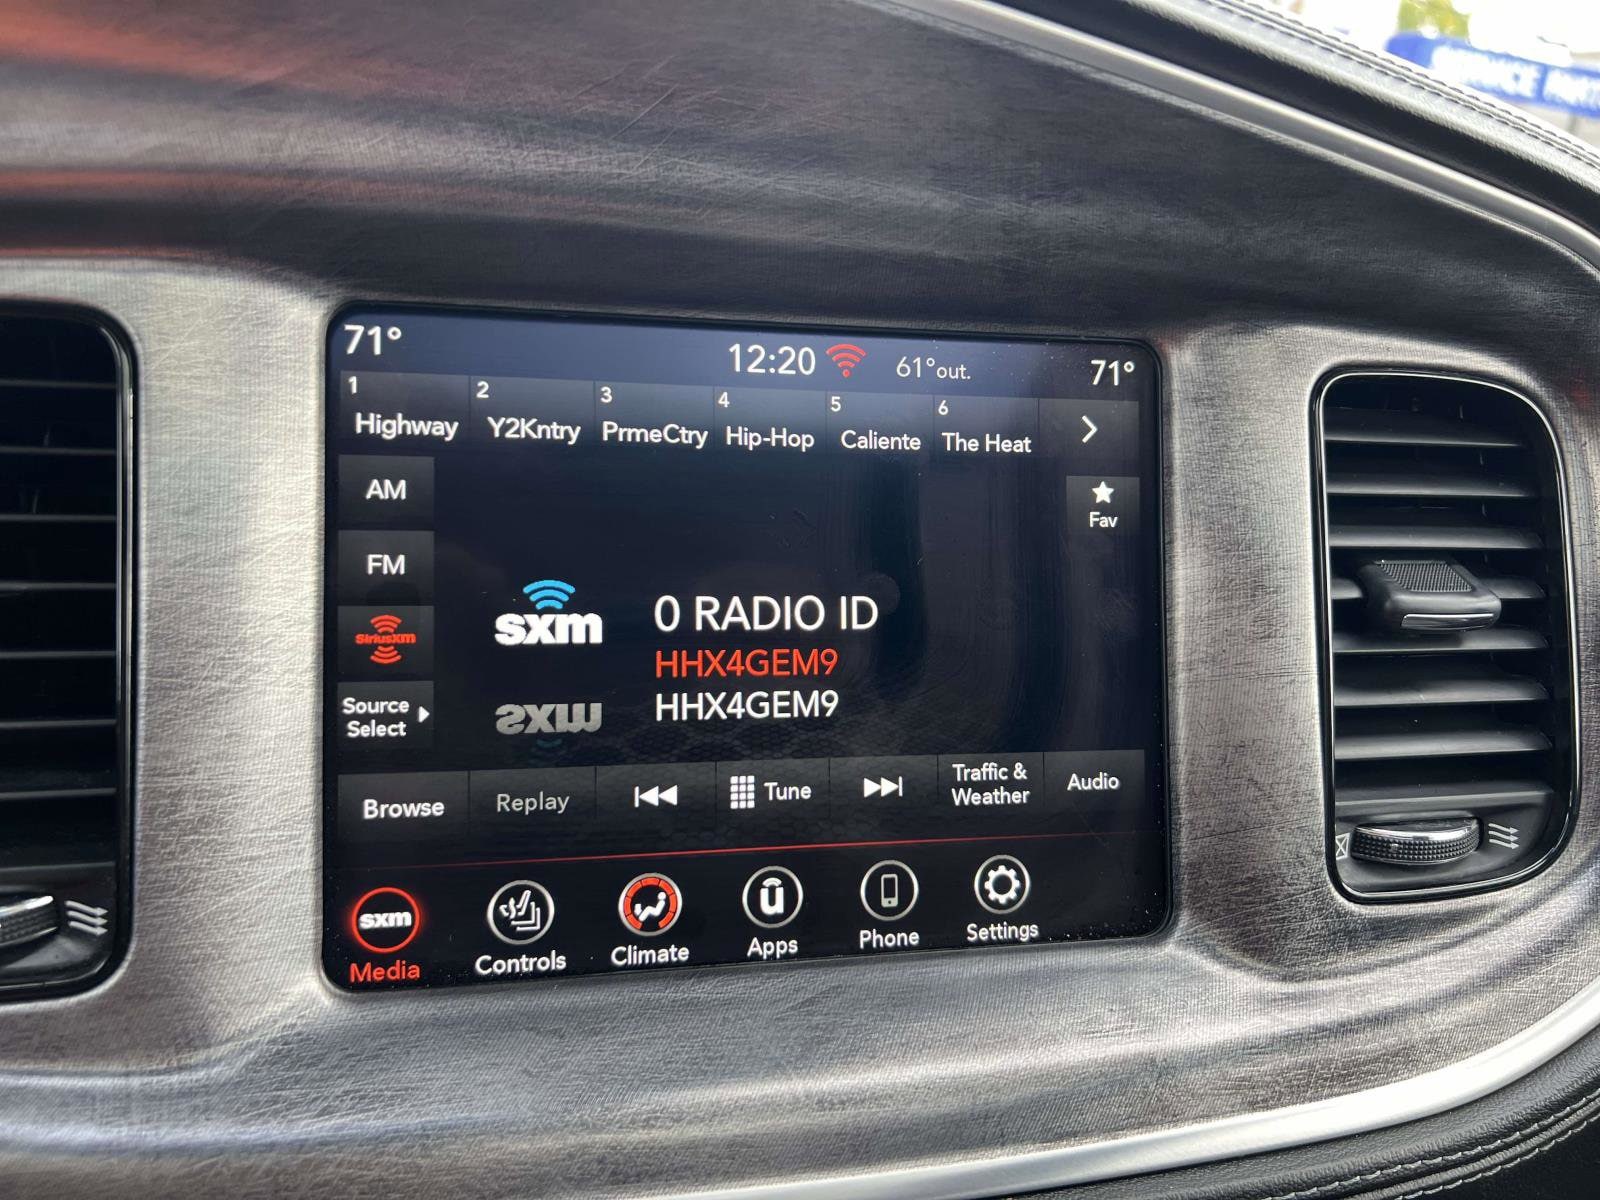 71°
12:20
61° out.
71°
1 Highway
2 Y2Kntry
3 PrmeCtry
4 Hip-Hop
5 Caliente
6 The Heat
AM
Fav
FM
sxm
0 RADIO ID
SiriusXM
HHX4GEM9
HHX4GEM9
Source
Select
sxm
Browse
Replay
Tune
Traffic &
Weather
Audio
sxm
Media
Controls
Climate
Apps
Phone
Settings
SERVICE PARTS